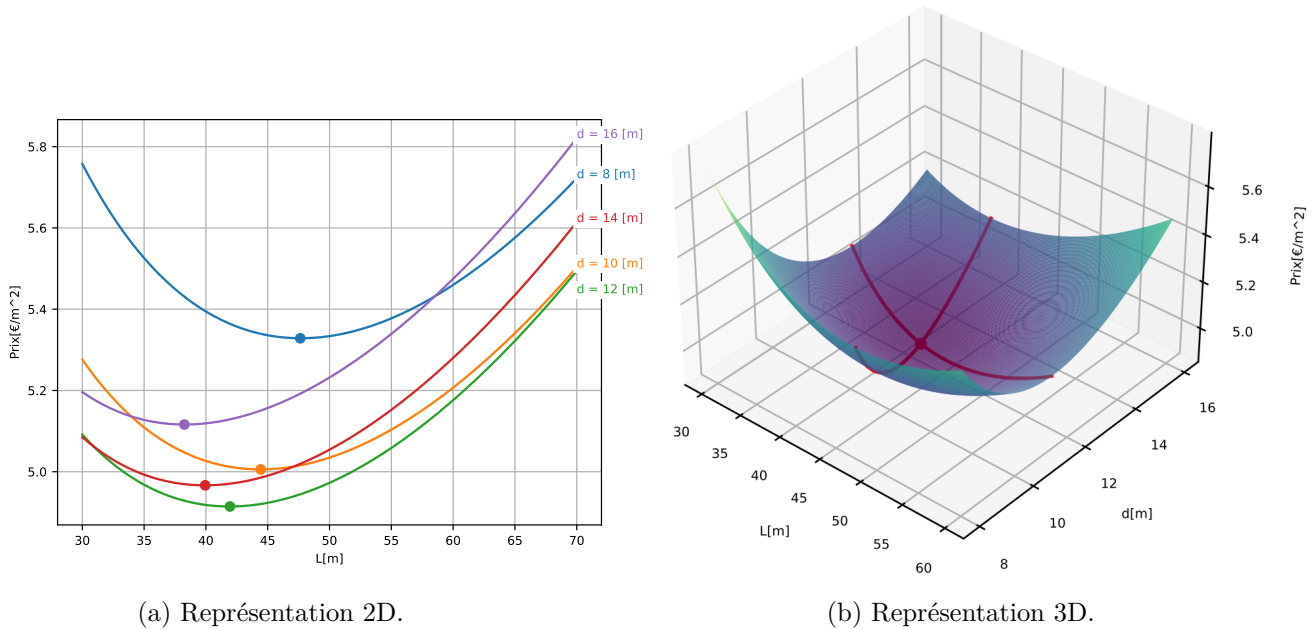 5.8
5.6
5.4
5.2
5.0
Prix[€/m^2]
30 35 40 45 50 55 60 65 70
L[m]
d = 16 [m]
d = 8 [m]
d = 14 [m]
d = 10 [m]
d = 12 [m]
(a) Représentation 2D.
5.6
5.4
5.2
5.0
Prix[€/m^2]
30 35 40 45 50 55 60
L[m]
8 10 12 14 16
d[m]
(b) Représentation 3D.